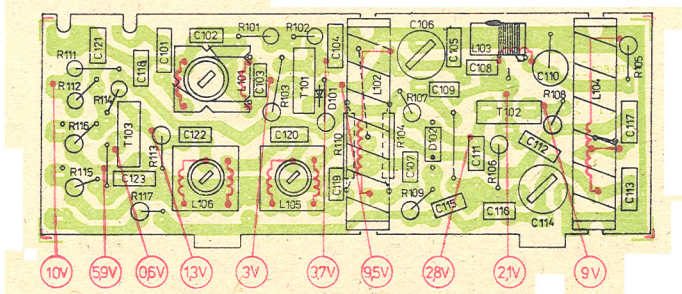 R101
R102
C106
C121
C101
C102
C104
C105
L103
R105
R111
C118
L101
C103
T101
L102
C108
C110
L104
R112
R114
R103
D101
C109
R107
R108
T102
C117
R116
T103
R113
C122
C120
R110
R104
D102
C111
C112
C107
R106
R115
C123
L106
L105
C119
R109
C113
R117
C115
C116
C114
10V
5,9V
0,6V
1,3V
3V
3,7V
9,5V
2,8V
2,1V
9V